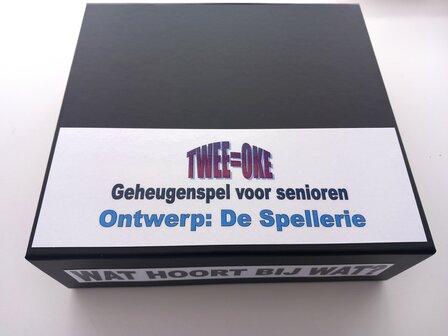 TWEE=OKE
Geheugenspel voor senioren
Ontwerp: De Spellerie
WAT HOORT BIJ WAT?